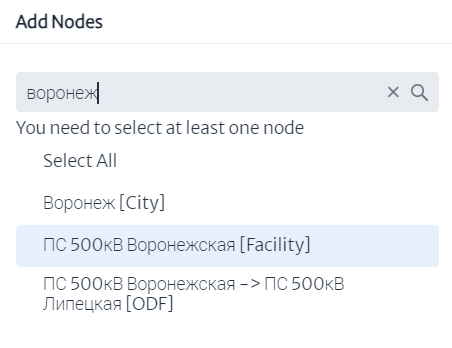 Add Nodes
воронеж
You need to select at least one node
Select All
Воронеж [City]
ПС 500кВ Воронежская [Facility]
ПС 500кВ Воронежская -> ПС 500кВ
Липецкая [ODF]